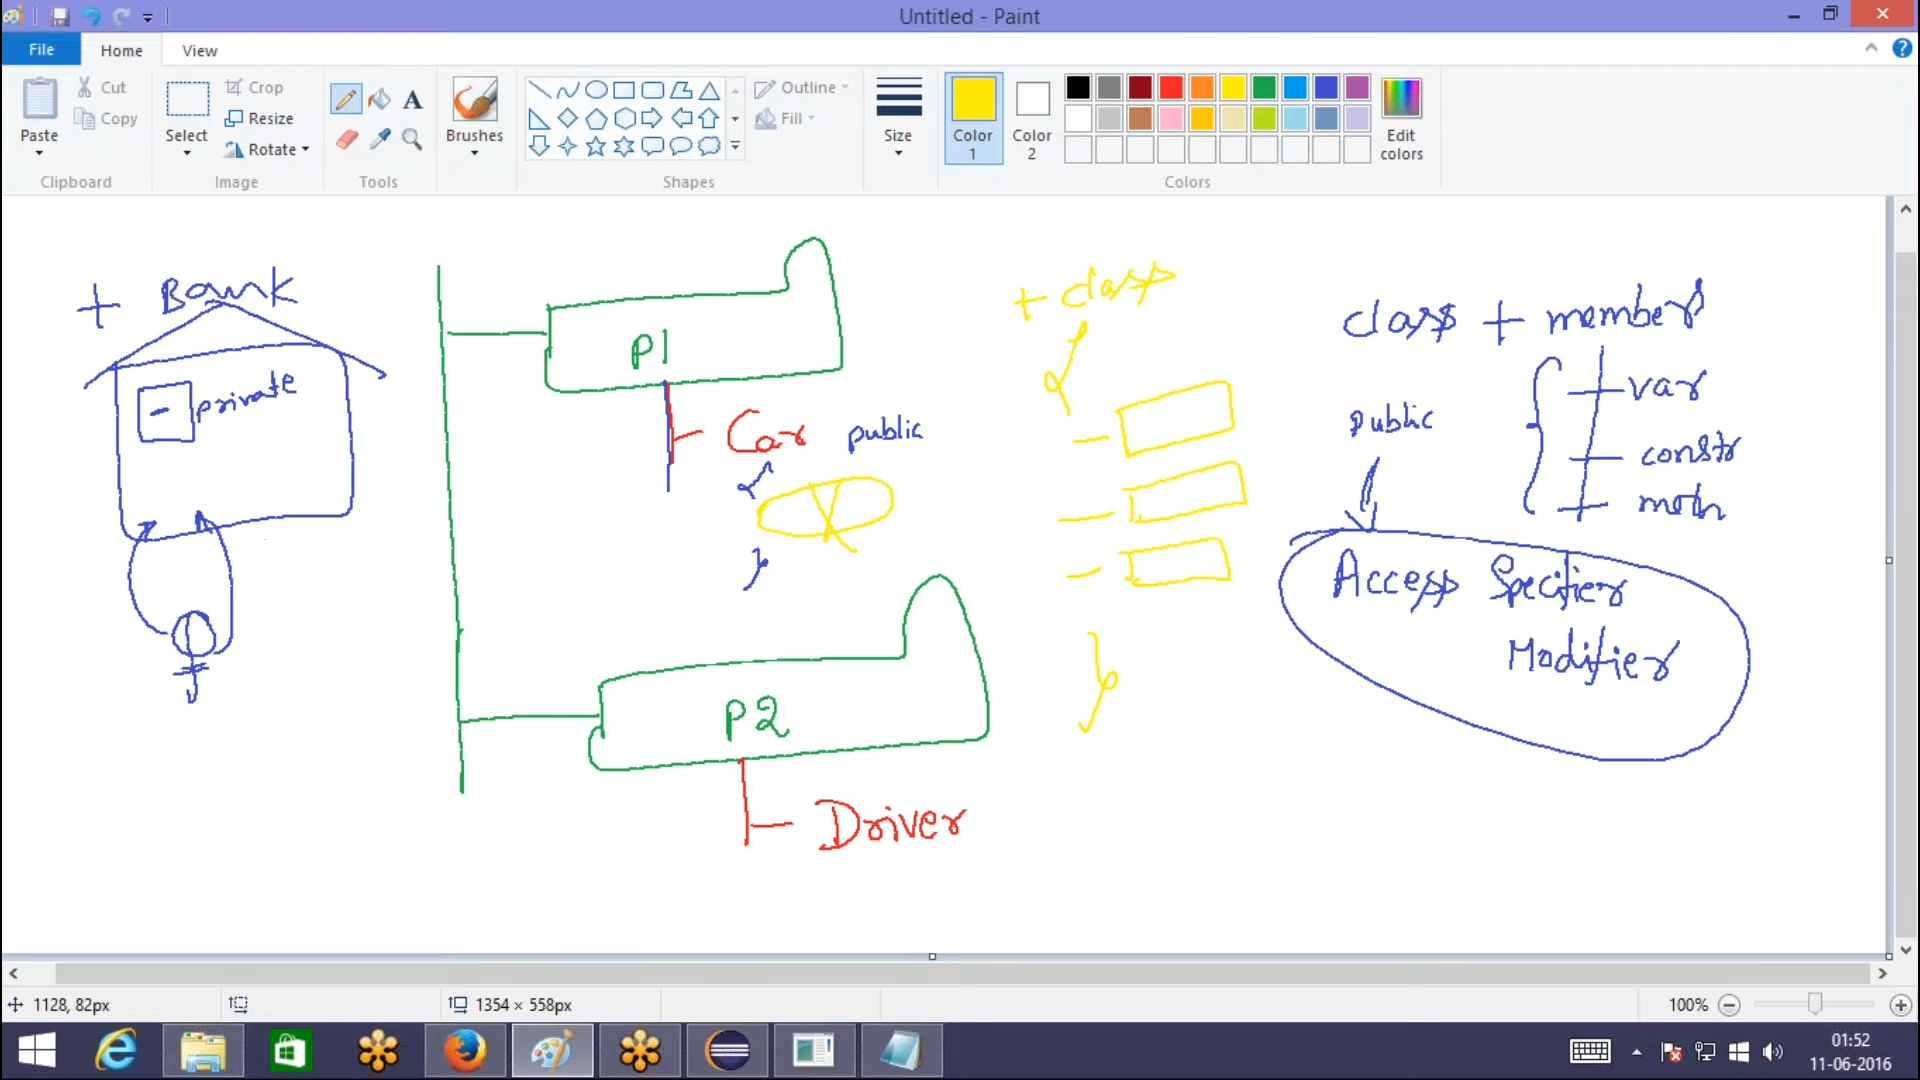 Untitled - Paint
File
Home
View
Paste
Cut
Copy
Clipboard
Select
Crop
Resize
Rotate
Image
A
Tools
Brushes
Shapes
Outline
Fill
Size
Color 1
Color 2
Edit colors
Colors
+ Bank
- private
P1
Car public
P2
Driver
+ class
class + members
var
constr
meth
public
Access Specifier
Modifier
1128, 82px
1354 × 558px
100%
01:52
11-06-2016